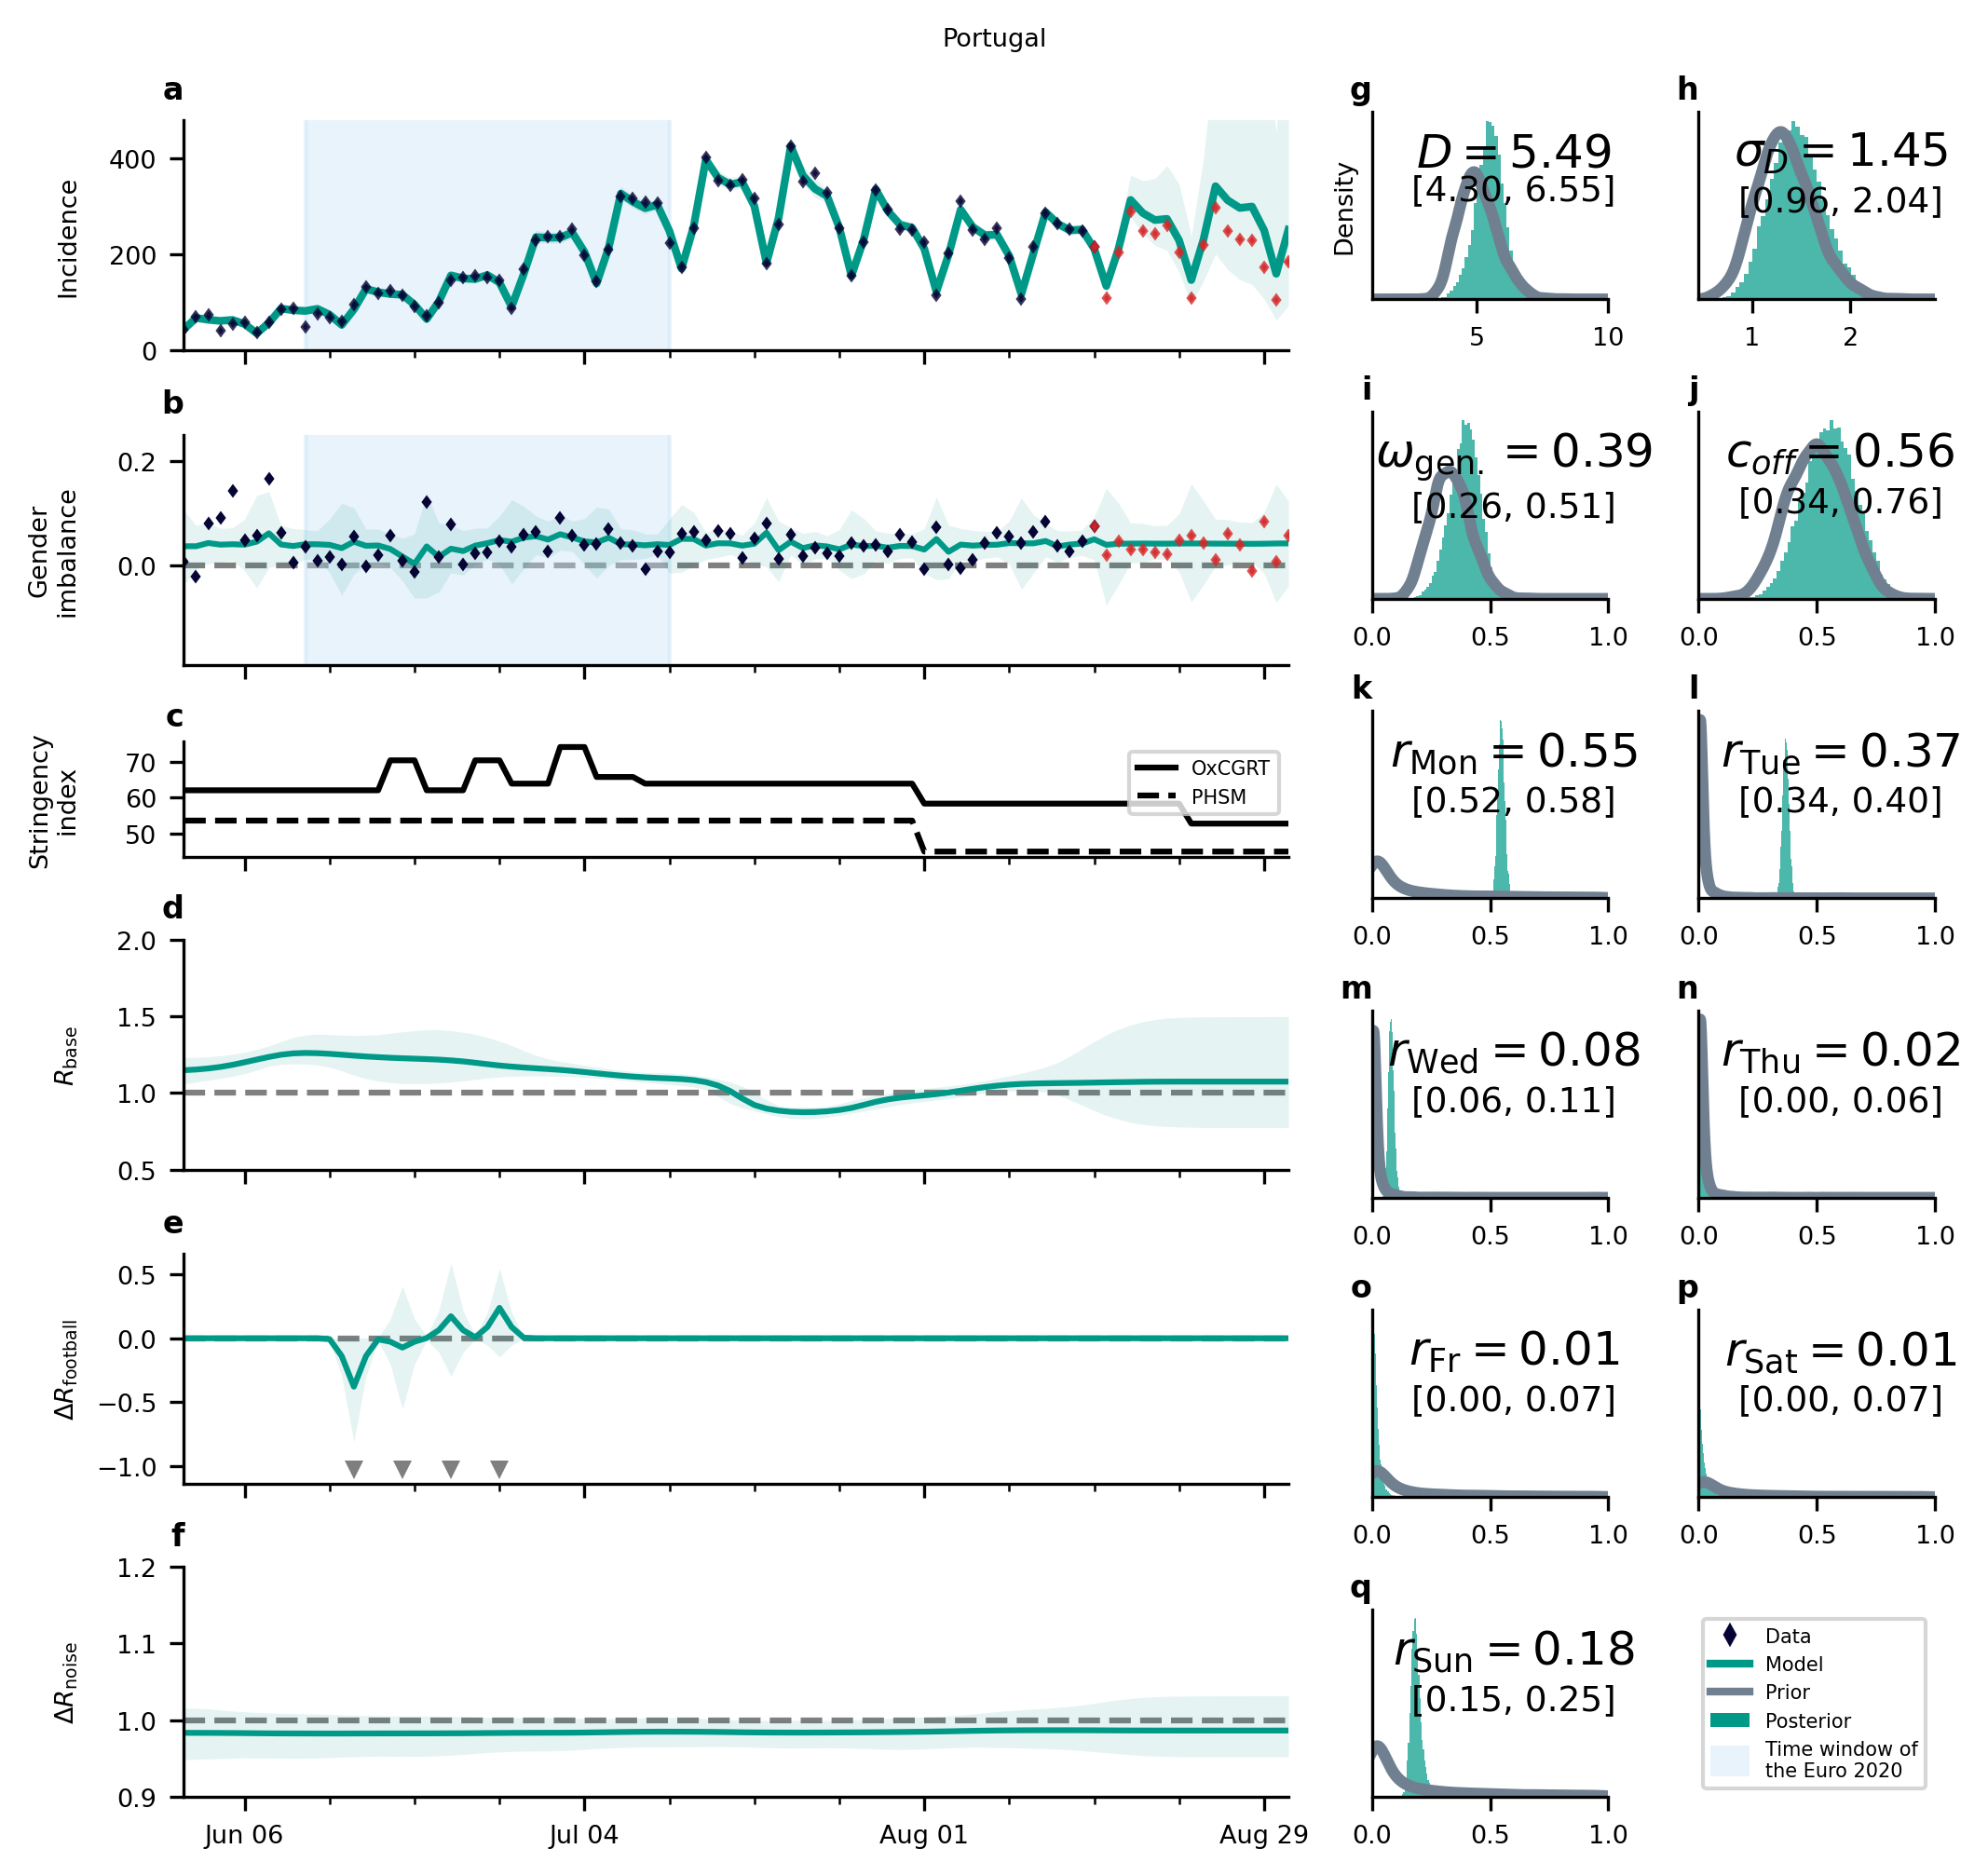 Portugal
a
Incidence
400
200
0
b
Gender
imbalance
0.2
0.0
c
Stringency
index
70
60
50
OxCGRT
PHSM
d
R_base
2.0
1.5
1.0
0.5
e
ΔR_football
0.5
0.0
−0.5
−1.0
f
ΔR_noise
1.2
1.1
1.0
0.9
Jun 06
Jul 04
Aug 01
Aug 29
g
Density
D = 5.49
[4.30, 6.55]
5
10
h
σ_D = 1.45
[0.96, 2.04]
1
2
i
ω_gen. = 0.39
[0.26, 0.51]
0.0
0.5
1.0
j
c_off = 0.56
[0.34, 0.76]
0.0
0.5
1.0
k
r_Mon = 0.55
[0.52, 0.58]
0.0
0.5
1.0
l
r_Tue = 0.37
[0.34, 0.40]
0.0
0.5
1.0
m
r_Wed = 0.08
[0.06, 0.11]
0.0
0.5
1.0
n
r_Thu = 0.02
[0.00, 0.06]
0.0
0.5
1.0
o
r_Fr = 0.01
[0.00, 0.07]
0.0
0.5
1.0
p
r_Sat = 0.01
[0.00, 0.07]
0.0
0.5
1.0
q
r_Sun = 0.18
[0.15, 0.25]
0.0
0.5
1.0
Data
Model
Prior
Posterior
Time window of
the Euro 2020